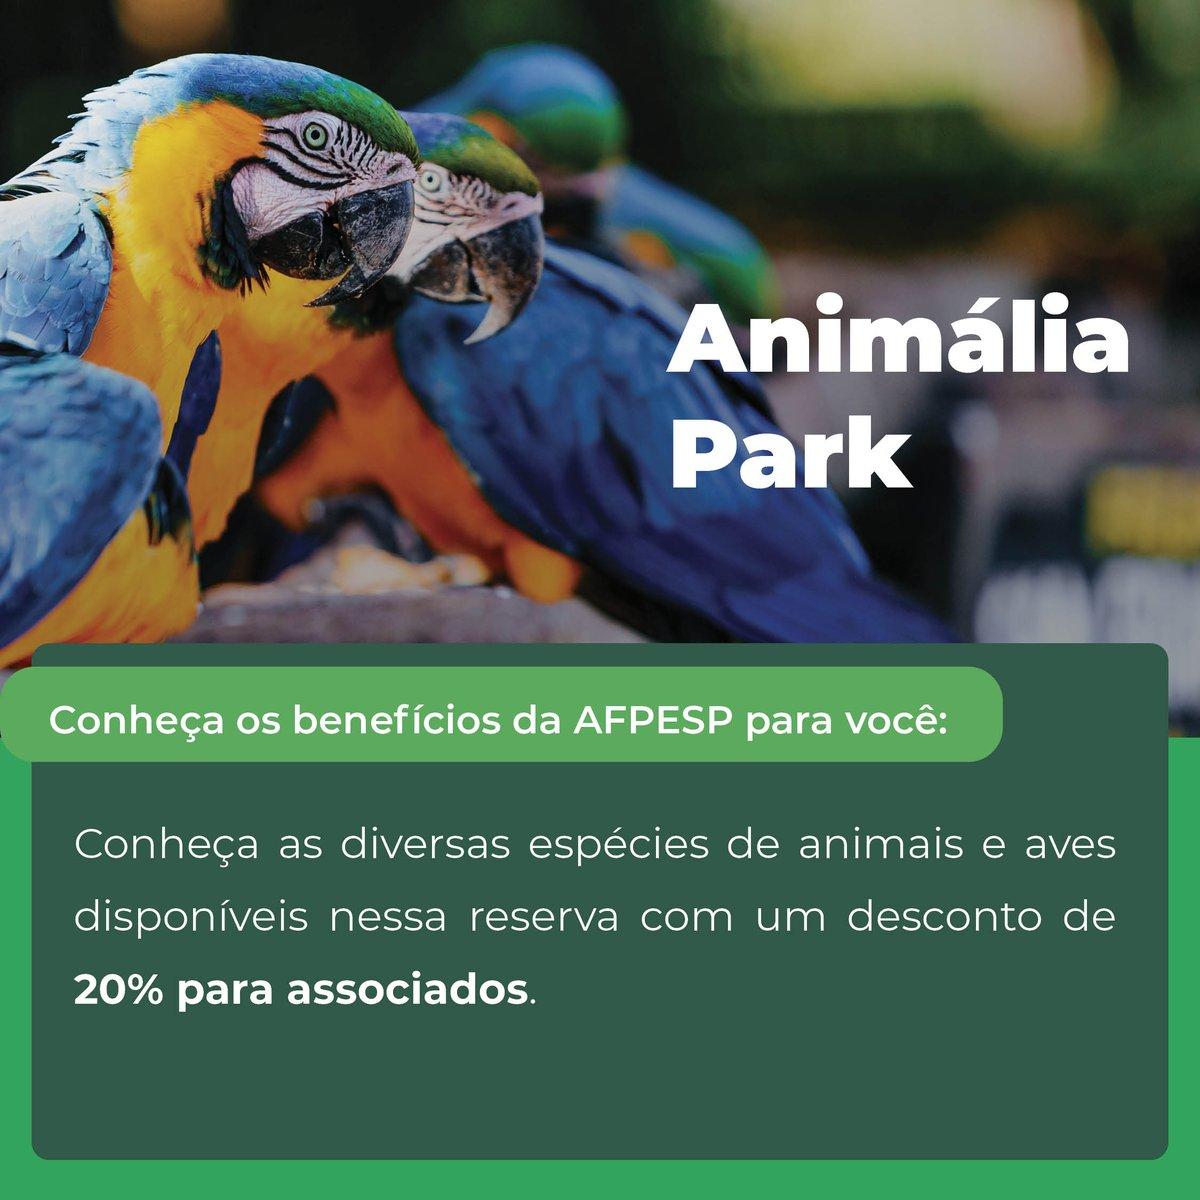 Animália
Park
Conheça os benefícios da AFPESP para você:
Conheça as diversas espécies de animais e aves
disponíveis nessa reserva com um desconto de
20% para associados.